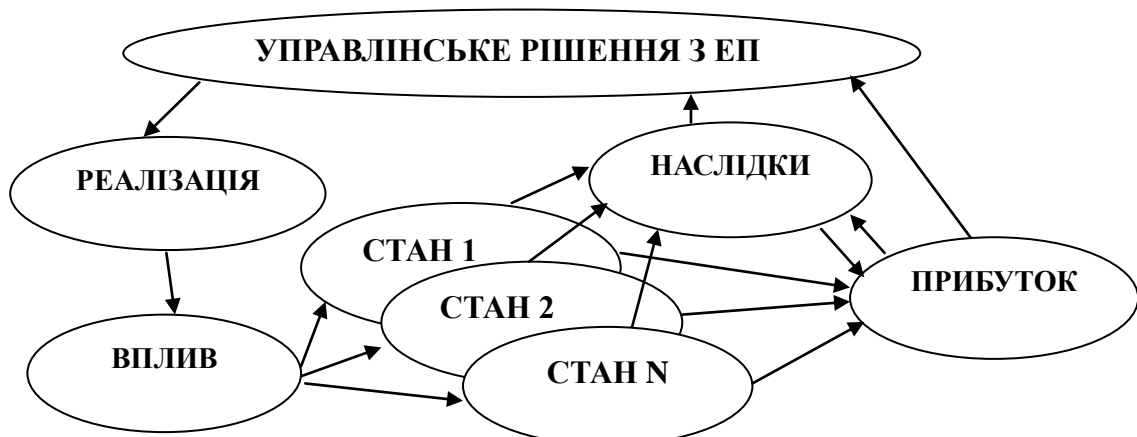 УПРАВЛІНСЬКЕ РІШЕННЯ З ЕП
РЕАЛІЗАЦІЯ
НАСЛІДКИ
СТАН 1
ПРИБУТОК
СТАН 2
ВПЛИВ
СТАН N